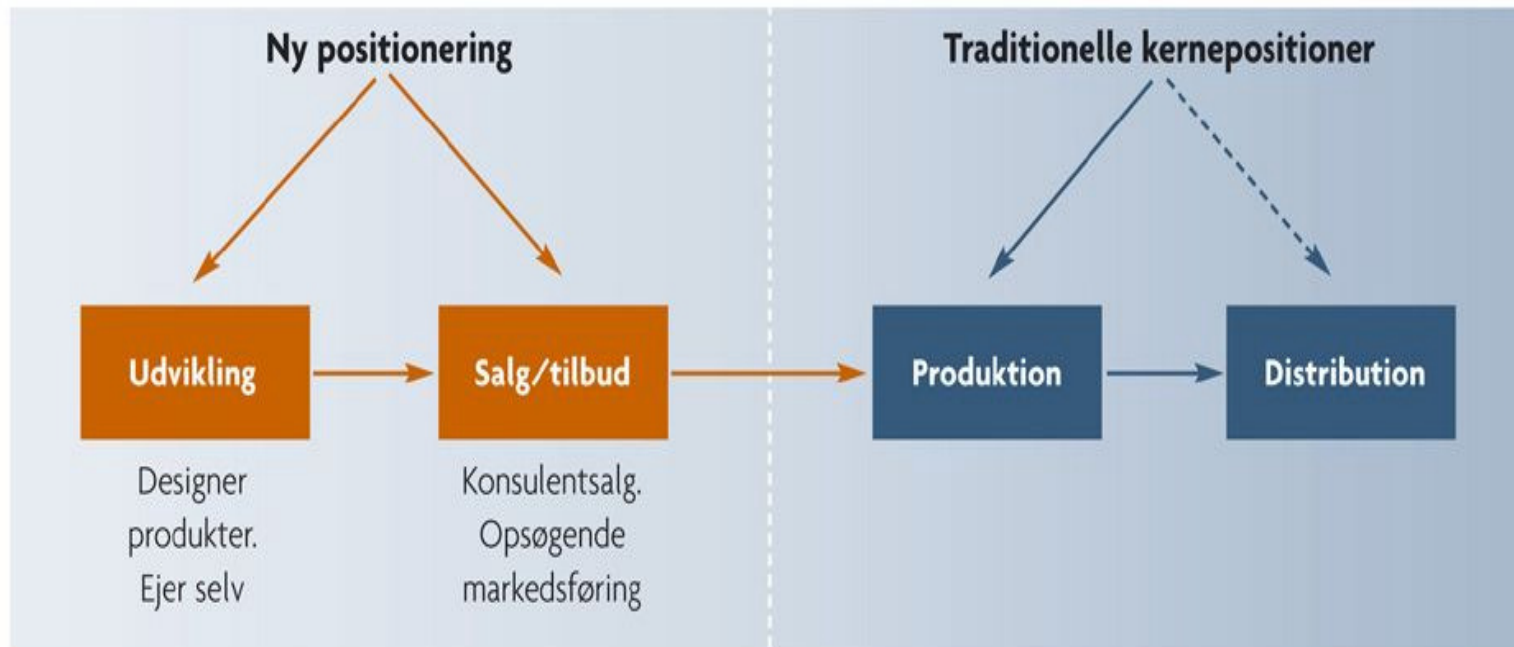 Ny positionering
Traditionelle kernepositioner
Udvikling
Salg/tilbud
Produktion
Distribution
Designer
produkter.
Ejer selv
Konsulentsalg.
Opsøgende
markedsføring